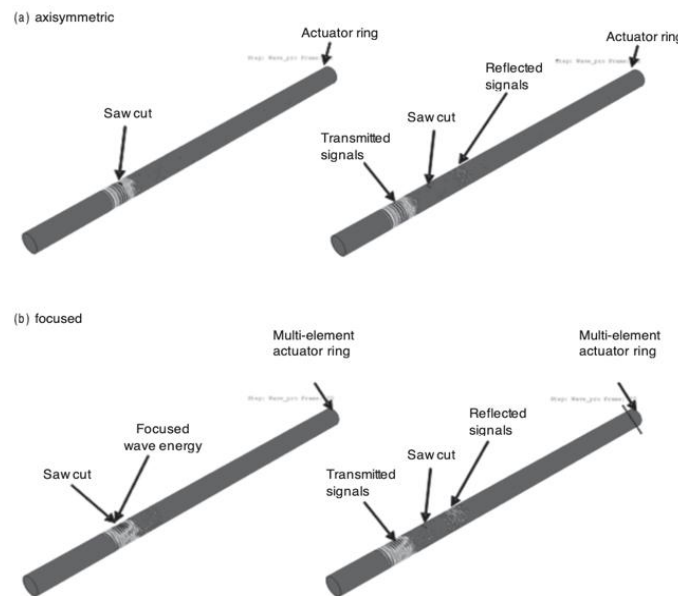 (a) axisymmetric
Actuator ring
Saw cut
Actuator ring
Reflected
signals
Saw cut
Transmitted
signals
(b) focused
Multi-element
actuator ring
Focused
wave energy
Saw cut
Multi-element
actuator ring
Reflected
signals
Saw cut
Transmitted
signals